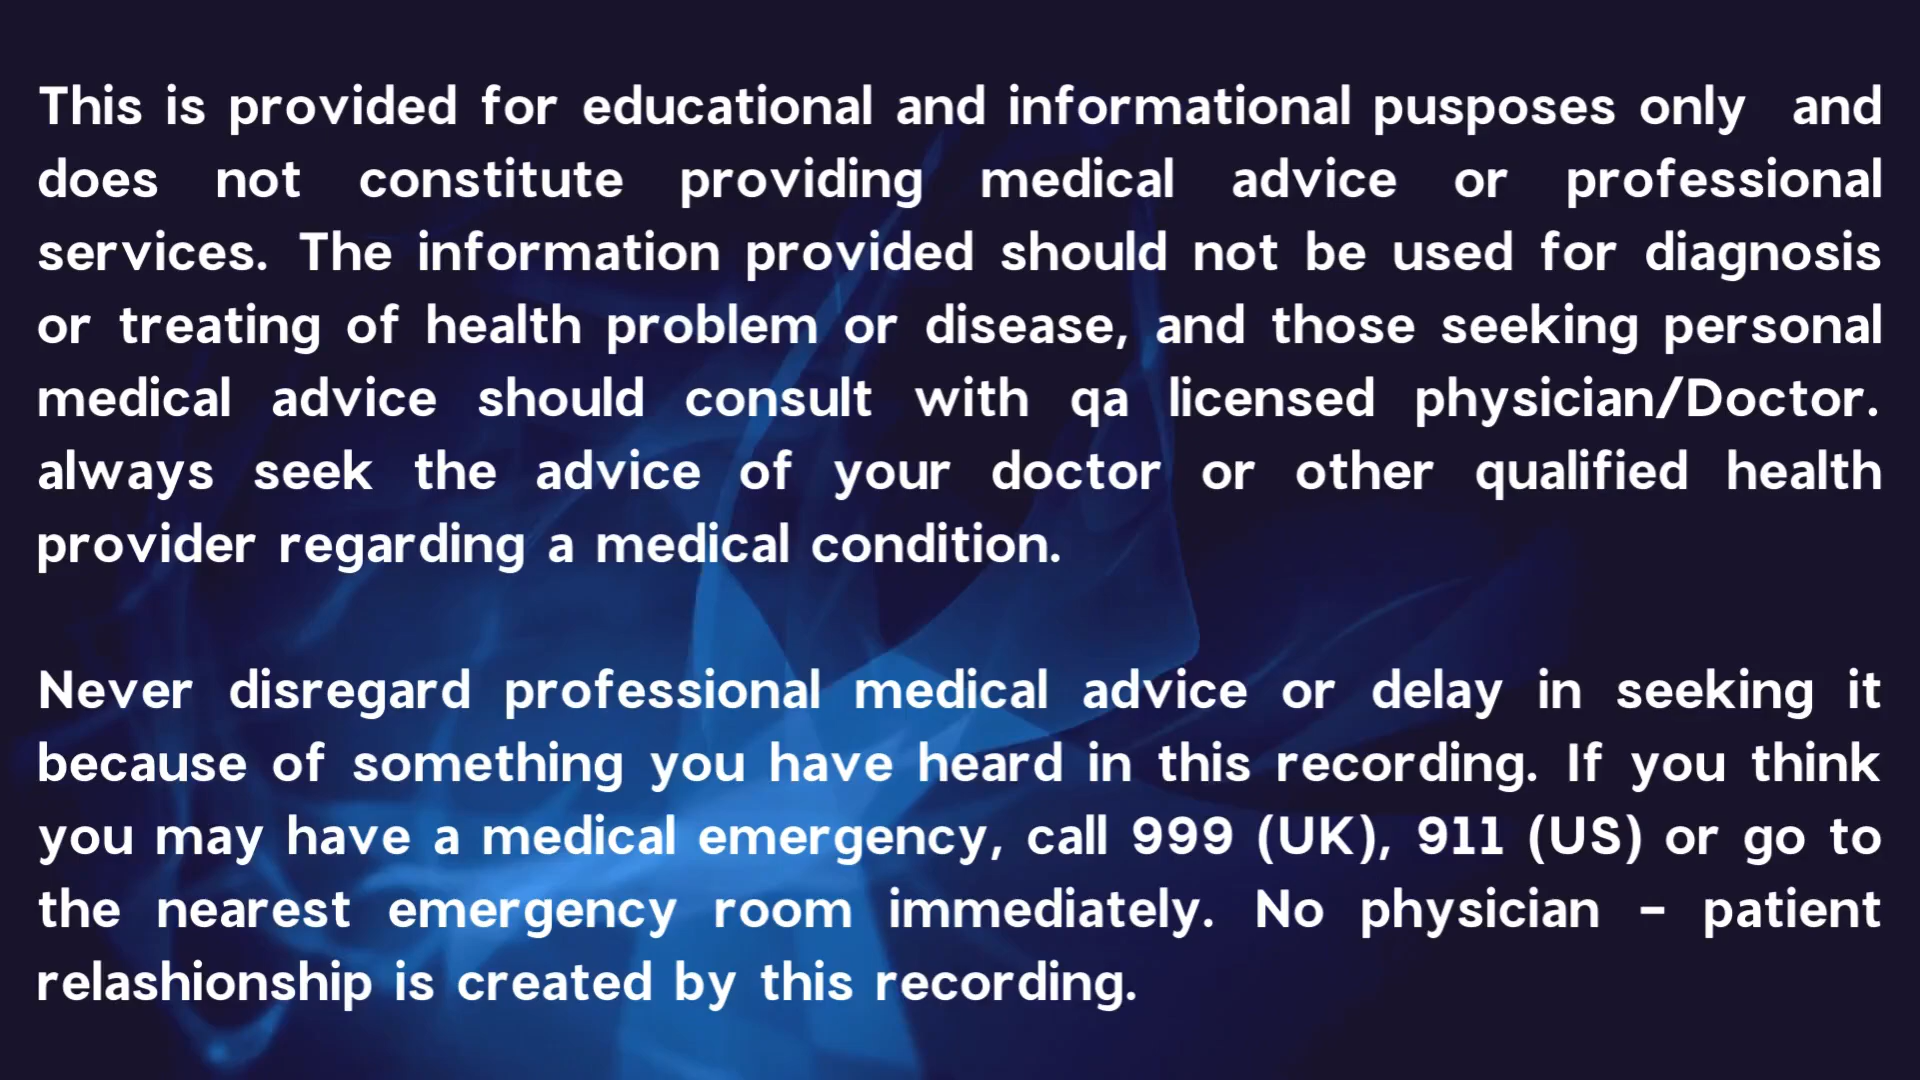 This is provided for educational and informational pusposes only  and
does not constitute providing medical advice or professional
services. The information provided should not be used for diagnosis
or treating of health problem or disease, and those seeking personal
medical advice should consult with qa licensed physician/Doctor.
always seek the advice of your doctor or other qualified health
provider regarding a medical condition.
Never disregard professional medical advice or delay in seeking it
because of something you have heard in this recording. If you think
you may have a medical emergency, call 999 (UK), 911 (US) or go to
the nearest emergency room immediately. No physician - patient
relashionship is created by this recording.